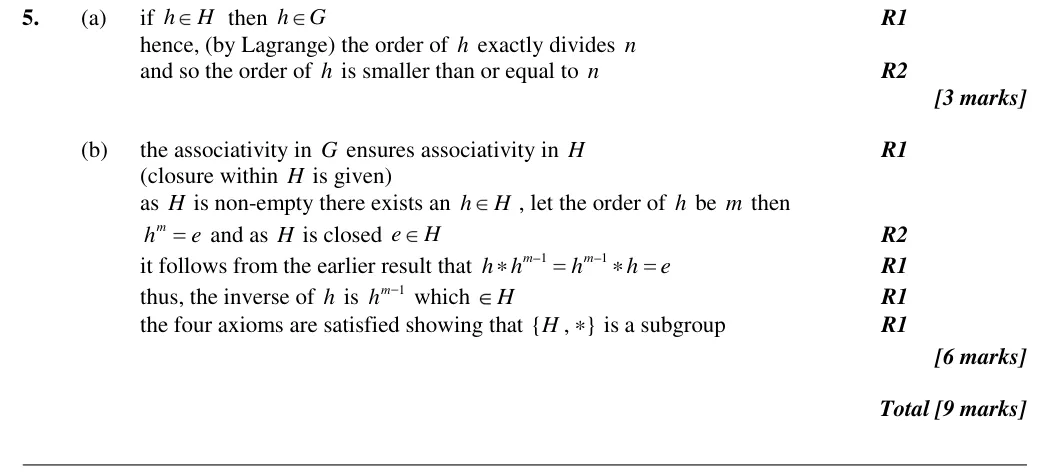 5. (a) if h ∈ H then h ∈ G R1
hence, (by Lagrange) the order of h exactly divides n
and so the order of h is smaller than or equal to n R2
[3 marks]
(b) the associativity in G ensures associativity in H R1
(closure within H is given)
as H is non-empty there exists an h ∈ H , let the order of h be m then
h^m = e and as H is closed e ∈ H R2
it follows from the earlier result that h ∗ h^{m−1} = h^{m−1} ∗ h = e R1
thus, the inverse of h is h^{m−1} which ∈ H R1
the four axioms are satisfied showing that {H , ∗} is a subgroup R1
[6 marks]
Total [9 marks]